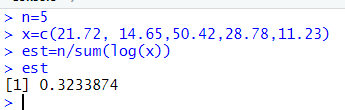 > n=5
> x=c(21.72, 14.65,50.42,28.78,11.23)
> est=n/sum(log(x))
> est
[1] 0.3233874
>